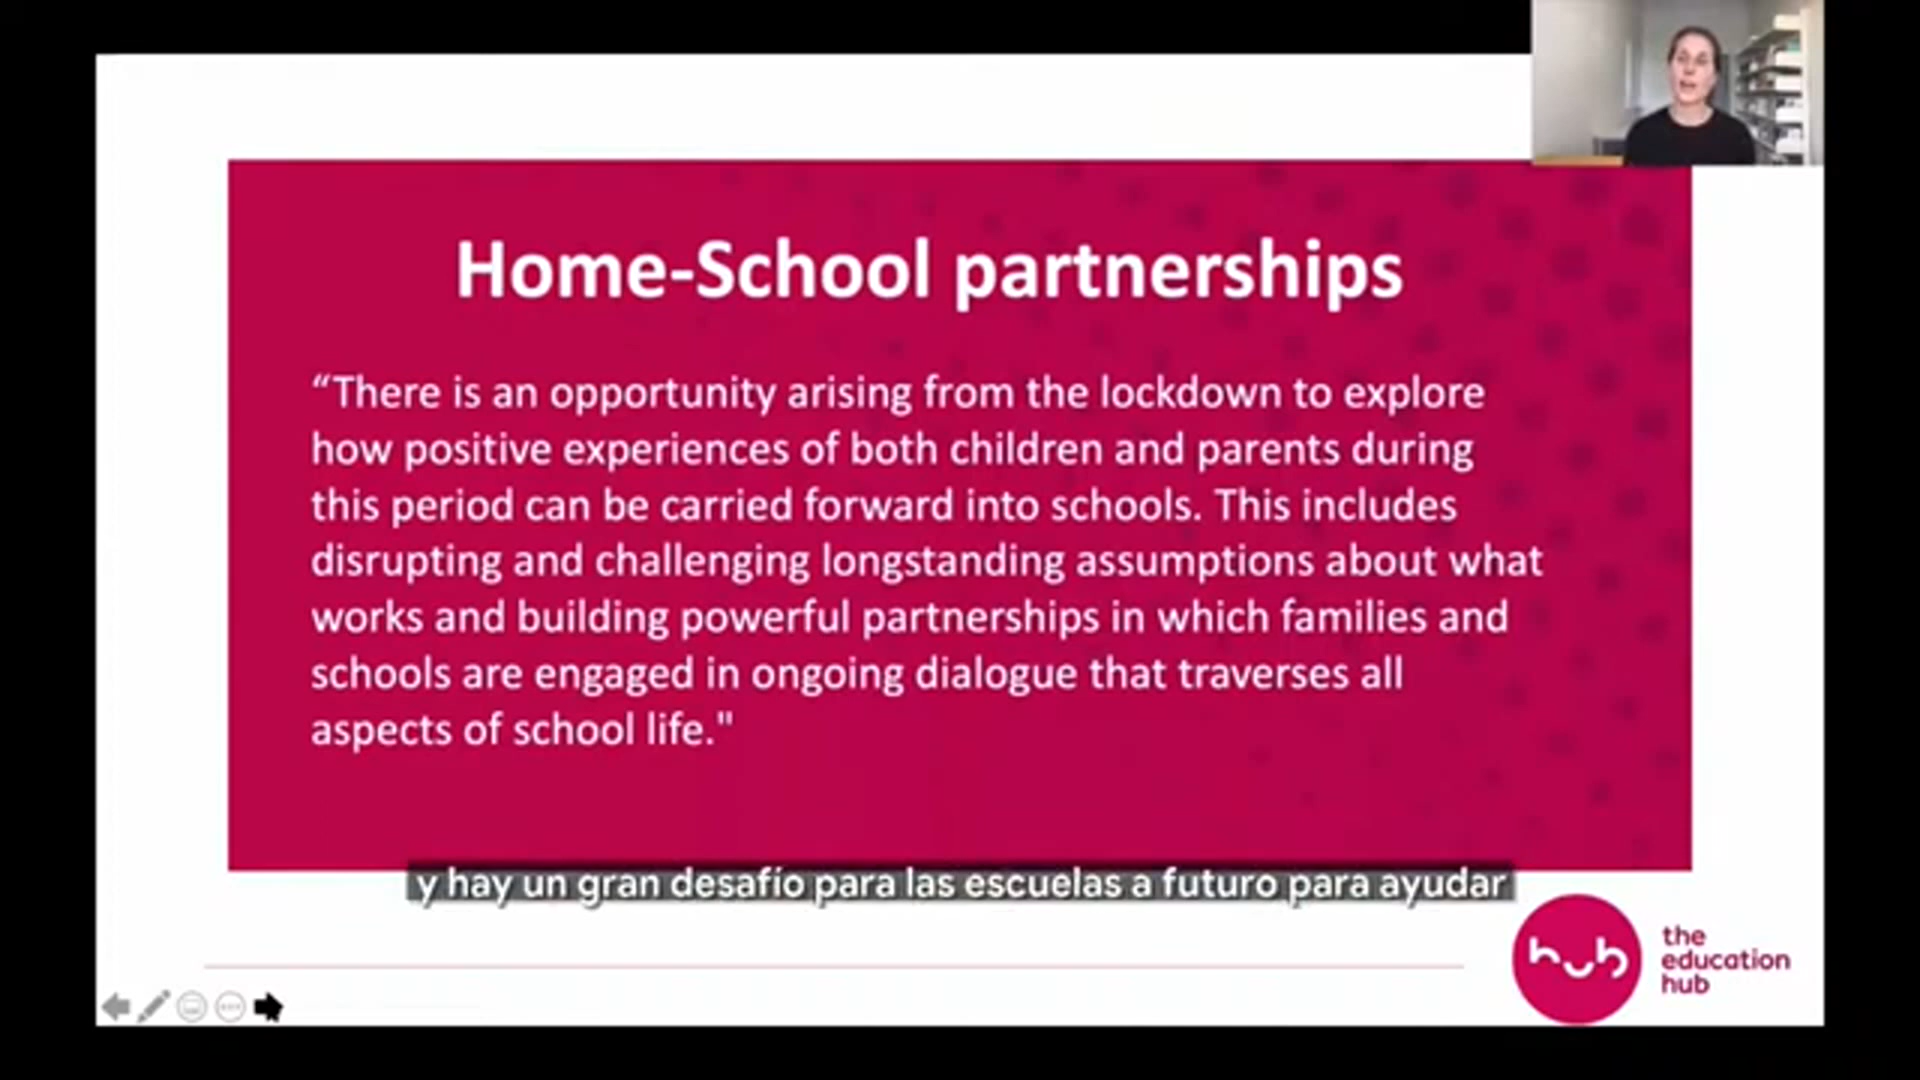 Home-School partnerships
“There is an opportunity arising from the lockdown to explore
how positive experiences of both children and parents during
this period can be carried forward into schools. This includes
disrupting and challenging longstanding assumptions about what
works and building powerful partnerships in which families and
schools are engaged in ongoing dialogue that traverses all
aspects of school life."
y hay un gran desafío para las escuelas a futuro para ayudar
hub
the
education
hub